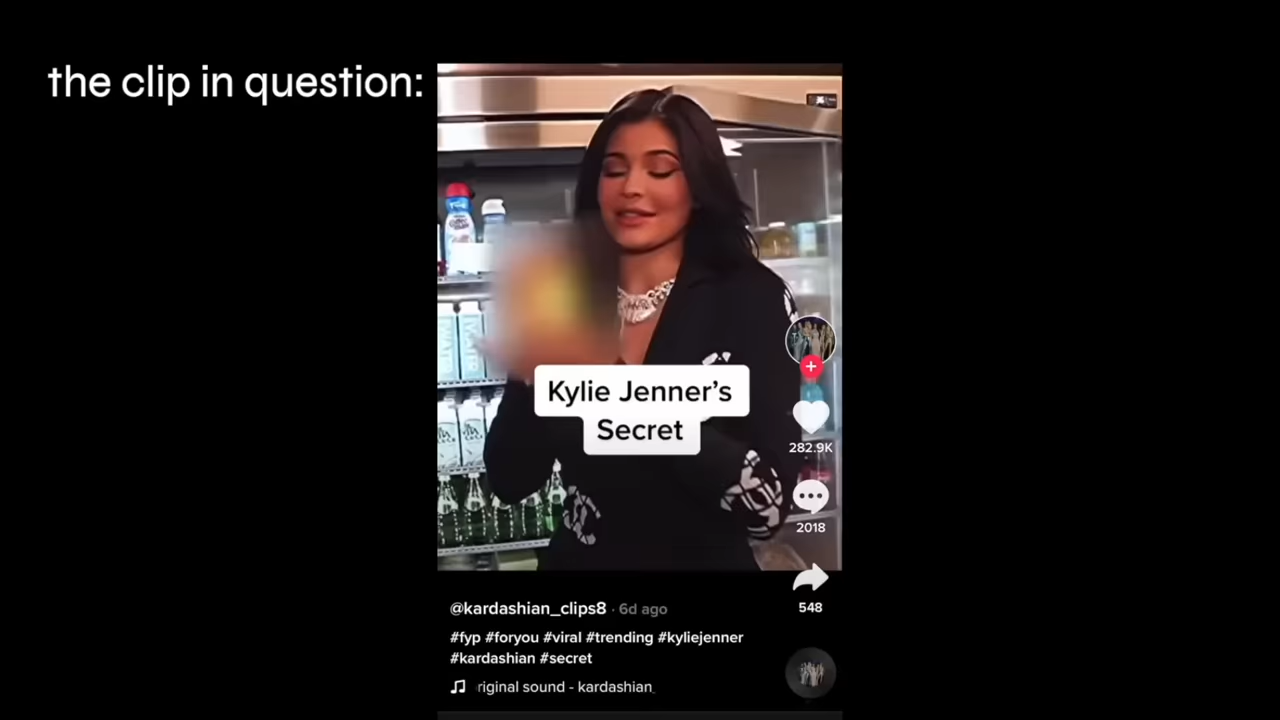 the clip in question:
Kylie Jenner's
Secret
282.9K
2018
548
@kardashian_clips8 · 6d ago
#fyp #foryou #viral #trending #kyliejenner
#kardashian #secret
riginal sound - kardashian_